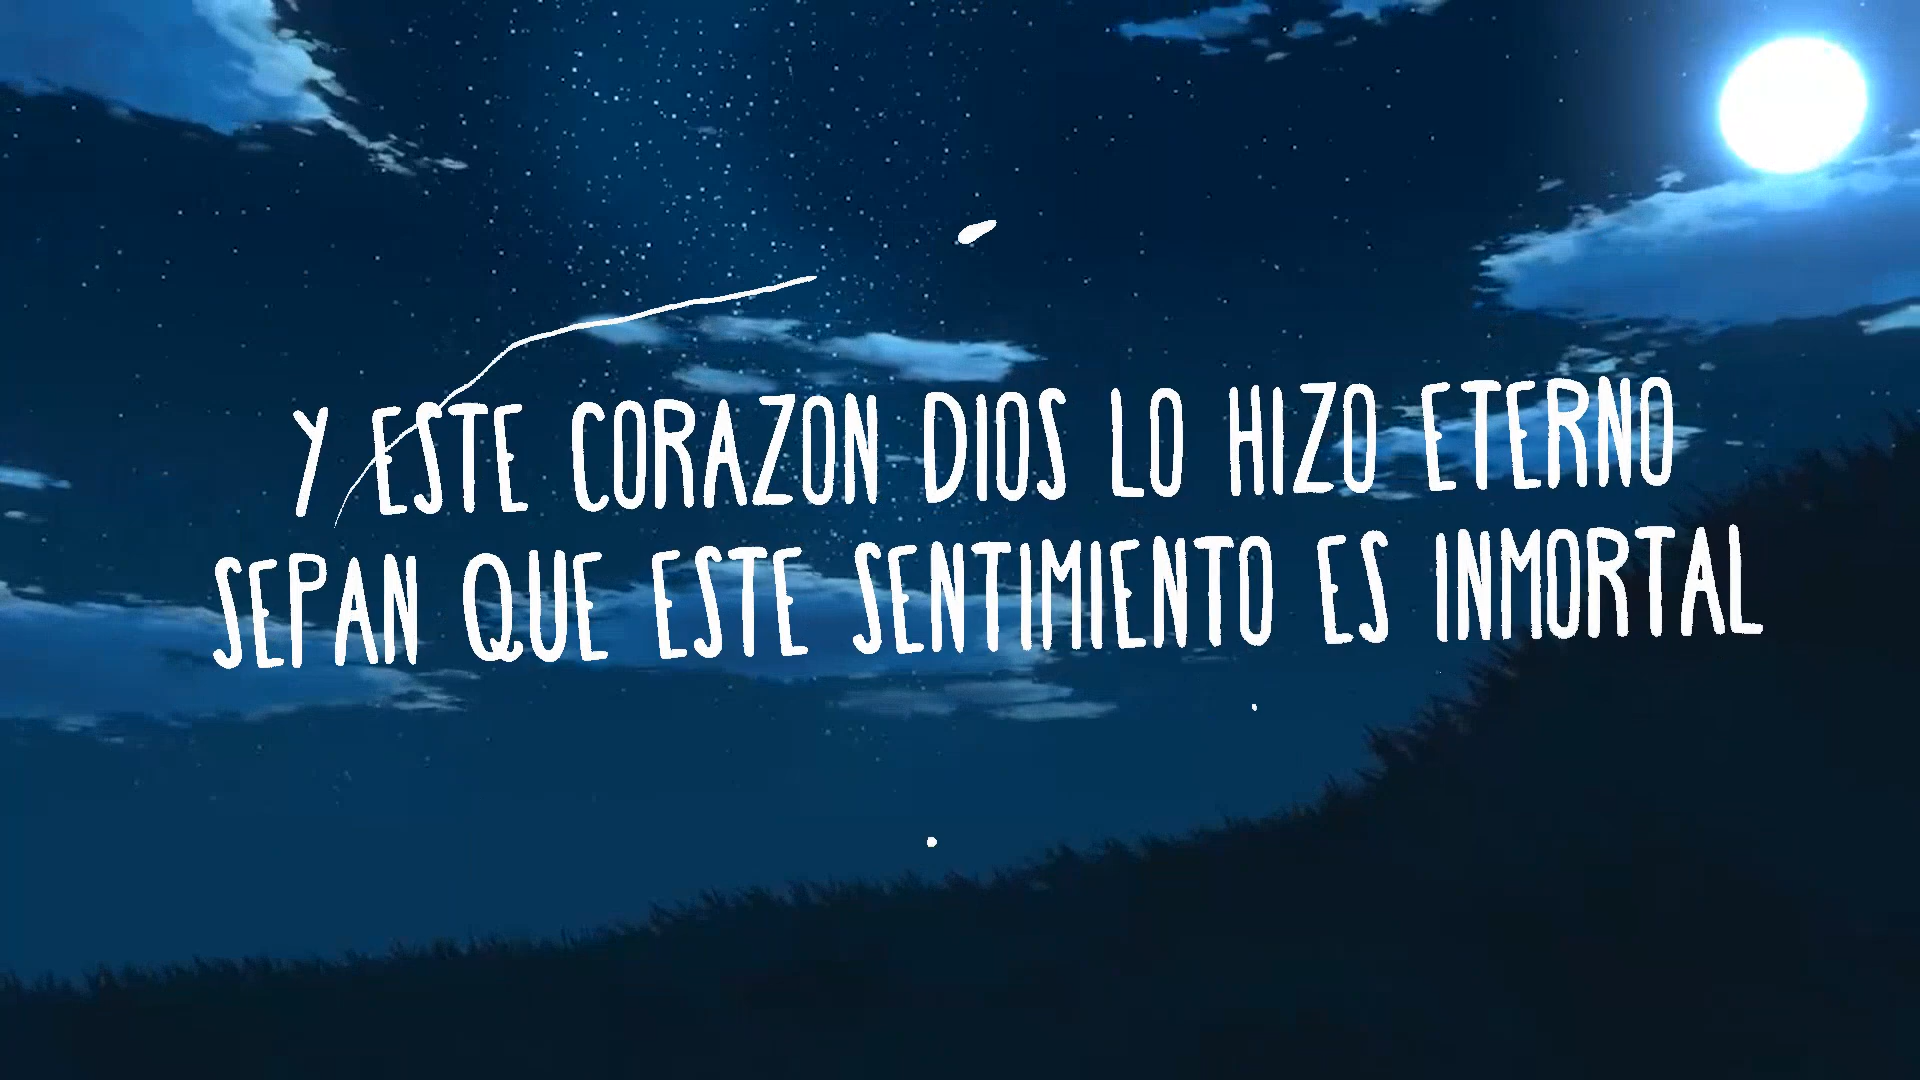 Y ESTE CORAZON DIOS LO HIZO ETERNO
SEPAN QUE ESTE SENTIMIENTO ES INMORTAL